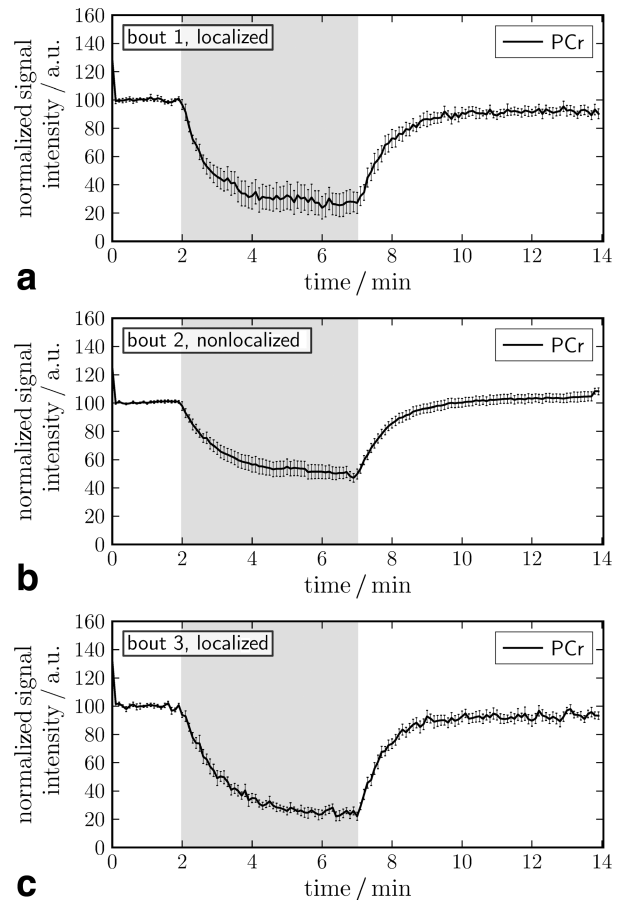 160
140
120
100
80
60
40
20
0
normalized signal
intensity / a.u.
bout 1, localized
PCr
0 2 4 6 8 10 12 14
time / min
a
160
140
120
100
80
60
40
20
0
normalized signal
intensity / a.u.
bout 2, nonlocalized
PCr
0 2 4 6 8 10 12 14
time / min
b
160
140
120
100
80
60
40
20
0
normalized signal
intensity / a.u.
bout 3, localized
PCr
0 2 4 6 8 10 12 14
time / min
c